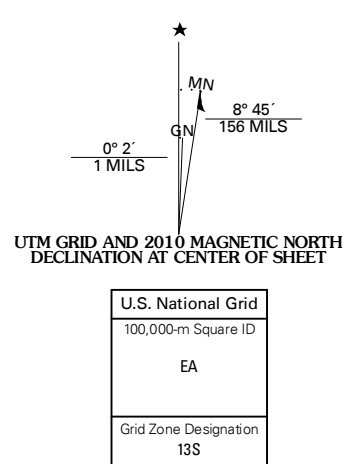 ★
MN
8° 45´
156 MILS
GN
0° 2´
1 MILS
UTM GRID AND 2010 MAGNETIC NORTH
DECLINATION AT CENTER OF SHEET
U.S. National Grid
100,000-m Square ID
EA
Grid Zone Designation
13S